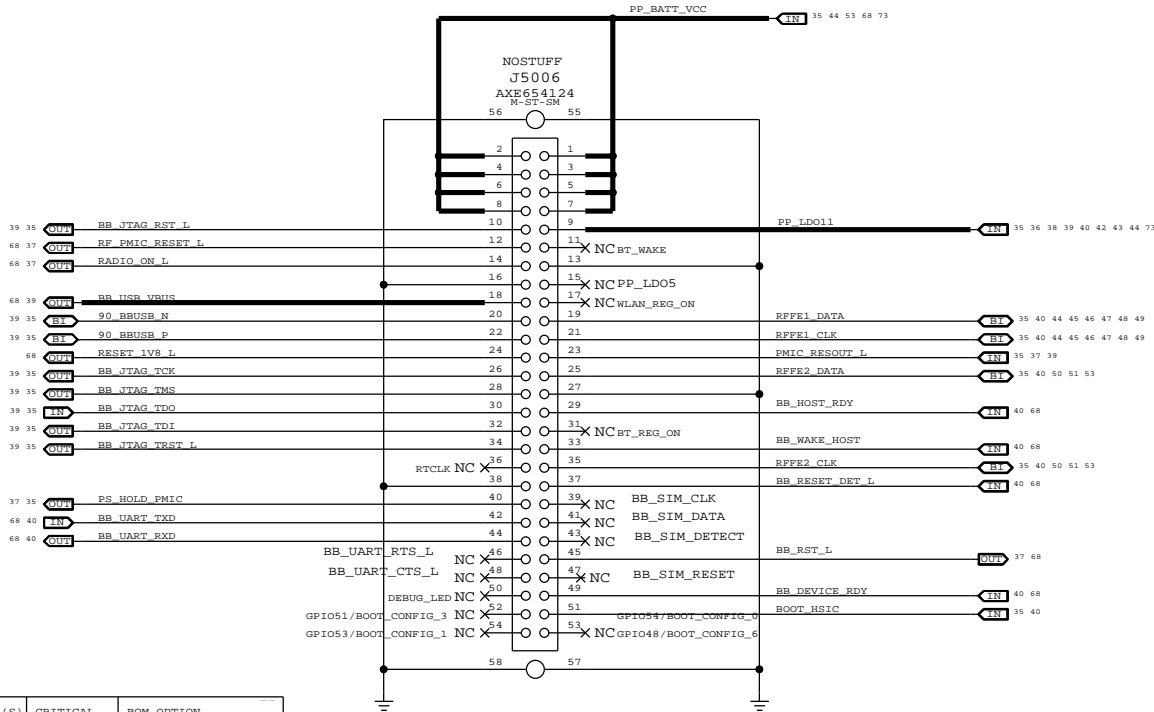 PP_BATT_VCC IN 35 44 53 68 73
NOSTUFF
J5006
AXE654124
M-ST-SM
56 55
2 1
4 3
6 5
8 7
39 35 OUT BB_JTAG_RST_L 10 9 PP_LDO11 IN 35 36 38 39 40 42 43 44 73
68 37 OUT RF_PMIC_RESET_L 12 11 NC BT_WAKE
68 37 OUT RADIO_ON_L 14 13
16 15 NC PP_LDO5
68 39 OUT BB_USB_VBUS 18 17 NC WLAN_REG_ON
39 35 BI 90_BBUSB_N 20 19 RFFE1_DATA BI 35 40 44 45 46 47 48 49
39 35 BI 90_BBUSB_P 22 21 RFFE1_CLK BI 35 40 44 45 46 47 48 49
68 OUT RESET_1V8_L 24 23 PMIC_RESOUT_L IN 35 37 39
39 35 OUT BB_JTAG_TCK 26 25 RFFE2_DATA BI 35 40 50 51 53
39 35 OUT BB_JTAG_TMS 28 27
39 35 IN BB_JTAG_TDO 30 29 BB_HOST_RDY IN 40 68
39 35 OUT BB_JTAG_TDI 32 31 NC BT_REG_ON
39 35 OUT BB_JTAG_TRST_L 34 33 BB_WAKE_HOST IN 40 68
RTCLK NC 36 35 RFFE2_CLK BI 35 40 50 51 53
38 37 BB_RESET_DET_L IN 40 68
37 35 OUT PS_HOLD_PMIC 40 39 NC BB_SIM_CLK
68 40 IN BB_UART_TXD 42 41 NC BB_SIM_DATA
68 40 OUT BB_UART_RXD 44 43 NC BB_SIM_DETECT
BB_UART_RTS_L NC 46 45 BB_RST_L OUT 37 68
BB_UART_CTS_L NC 48 47 NC BB_SIM_RESET
DEBUG_LED NC 50 49 BB_DEVICE_RDY IN 40 68
GPIO51/BOOT_CONFIG_3 NC 52 51 GPIO54/BOOT_CONFIG_0 BOOT_HSIC IN 35 40
GPIO53/BOOT_CONFIG_1 NC 54 53 NC GPIO48/BOOT_CONFIG_6
58 57
(S) CRITICAL BOM OPTION